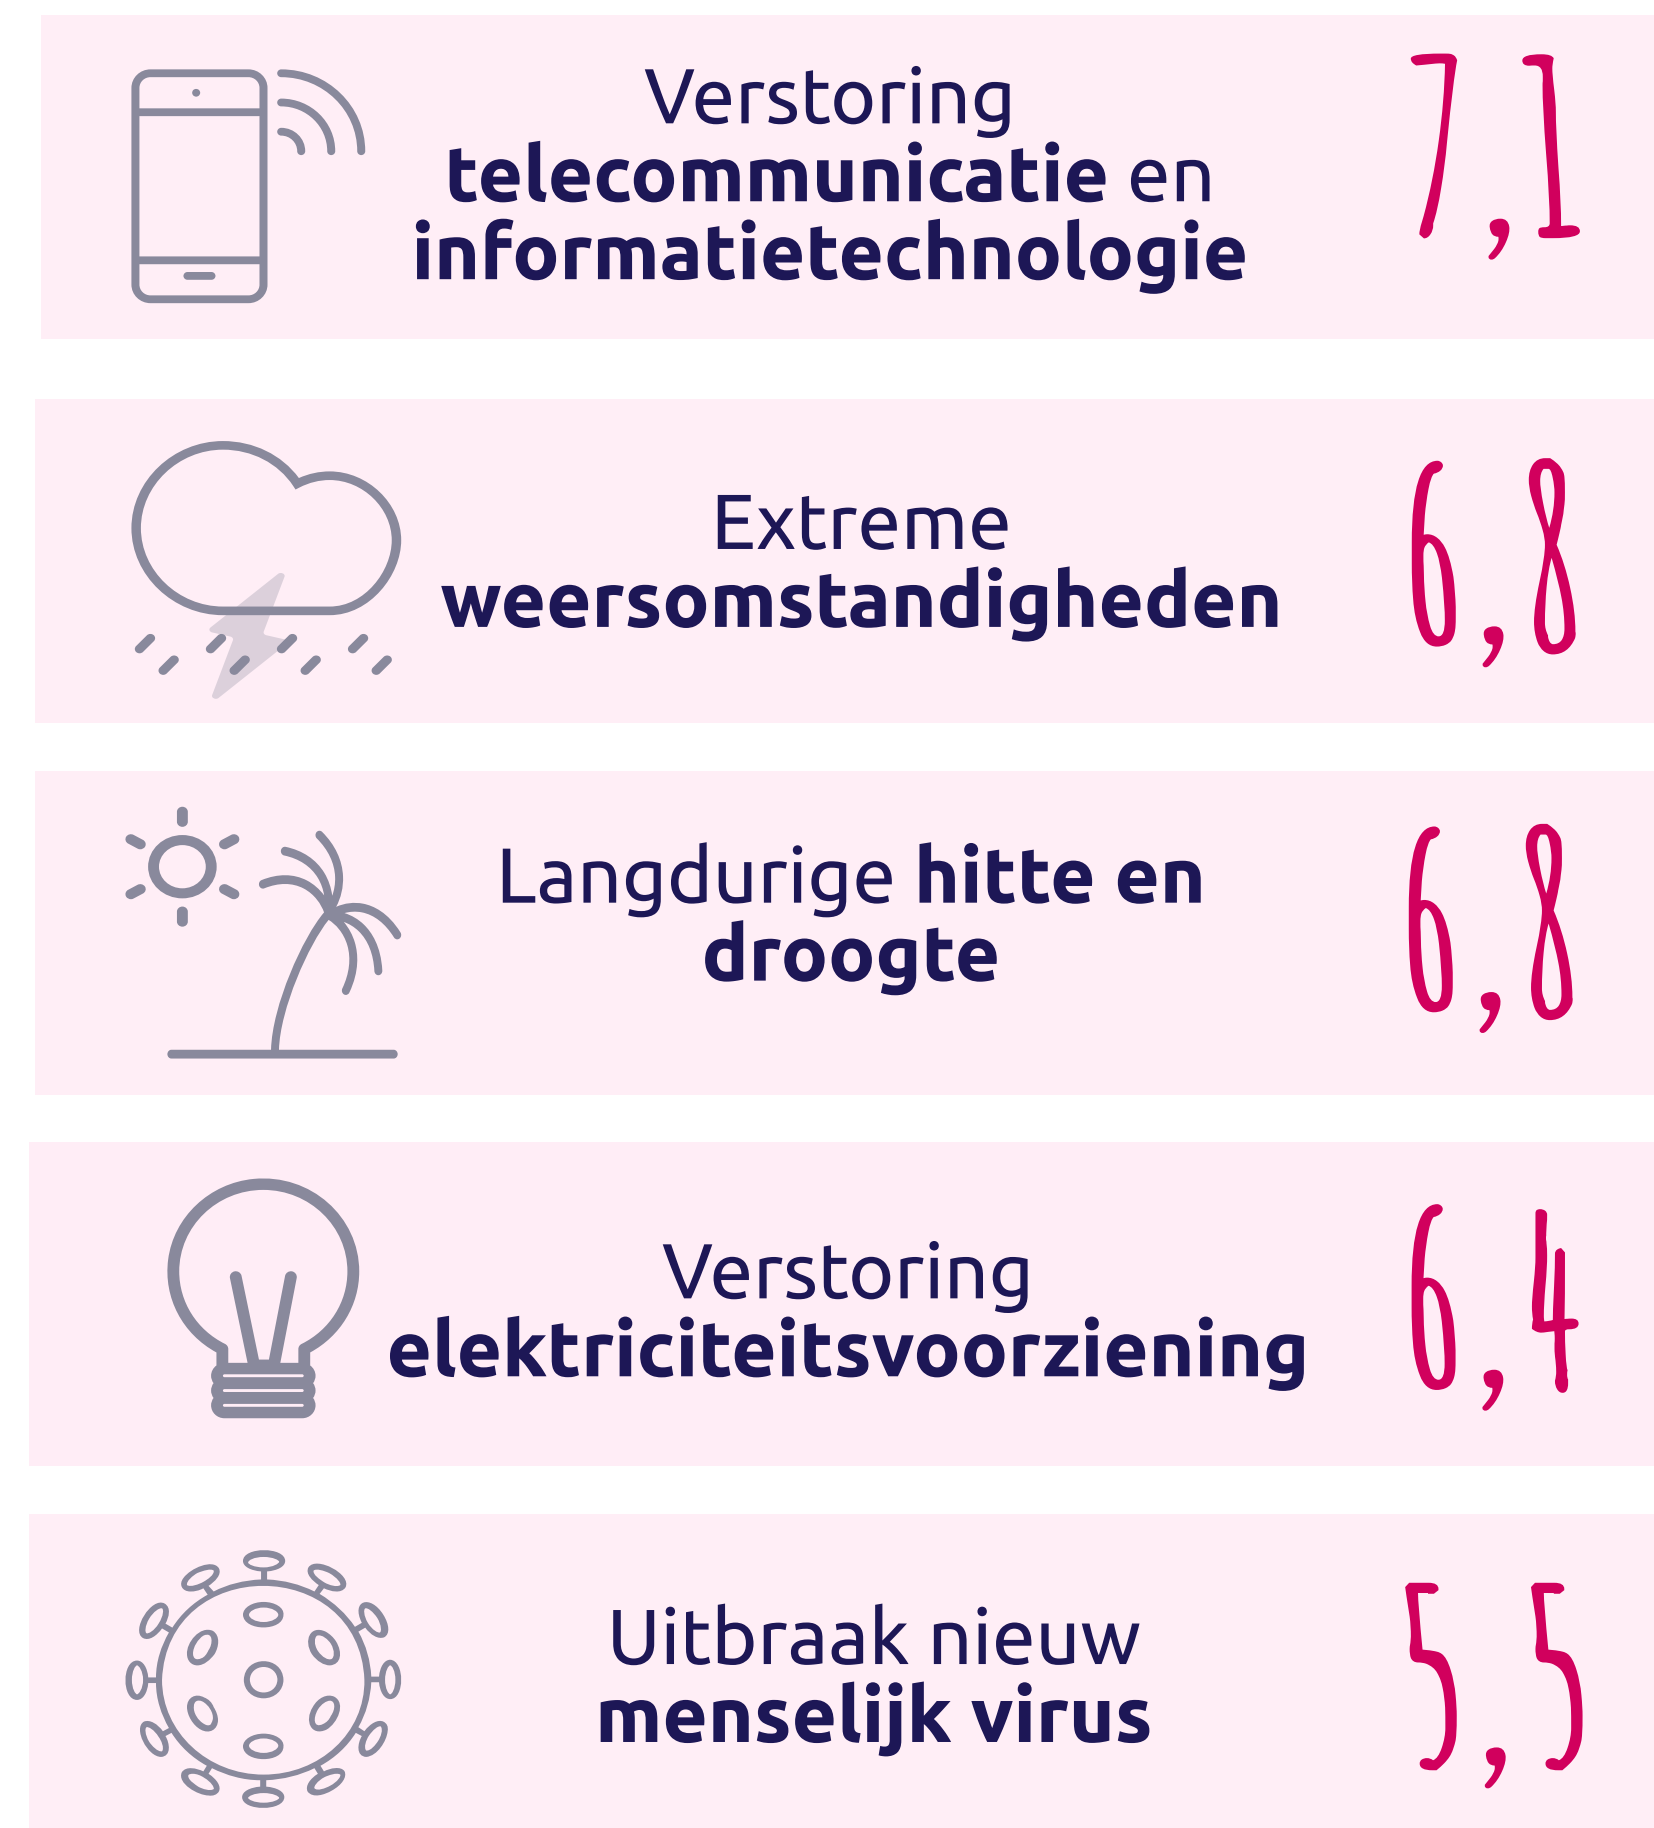 Verstoring
telecommunicatie en
informatietechnologie
7,1
Extreme
weersomstandigheden
6,8
Langdurige hitte en
droogte
6,8
Verstoring
elektriciteitsvoorziening
6,4
Uitbraak nieuw
menselijk virus
5,5